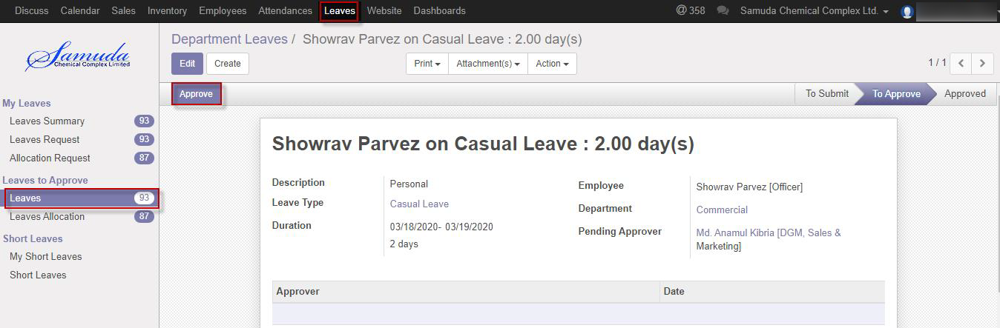 Discuss Calendar Sales Inventory Employees Attendances Leaves Website Dashboards @ 358 Samuda Chemical Complex Ltd.
Samuda
Chemical Complex Limited
Department Leaves / Showrav Parvez on Casual Leave : 2.00 day(s)
Edit Create Print Attachment(s) Action 1 / 1
Approve To Submit To Approve Approved
My Leaves
Leaves Summary 93
Leaves Request 93
Allocation Request 87
Leaves to Approve
Leaves 93
Leaves Allocation 87
Short Leaves
My Short Leaves
Short Leaves
Showrav Parvez on Casual Leave : 2.00 day(s)
Description Personal
Leave Type Casual Leave
Duration 03/18/2020- 03/19/2020
2 days
Employee Showrav Parvez [Officer]
Department Commercial
Pending Approver Md. Anamul Kibria [DGM, Sales &
Marketing]
Approver Date